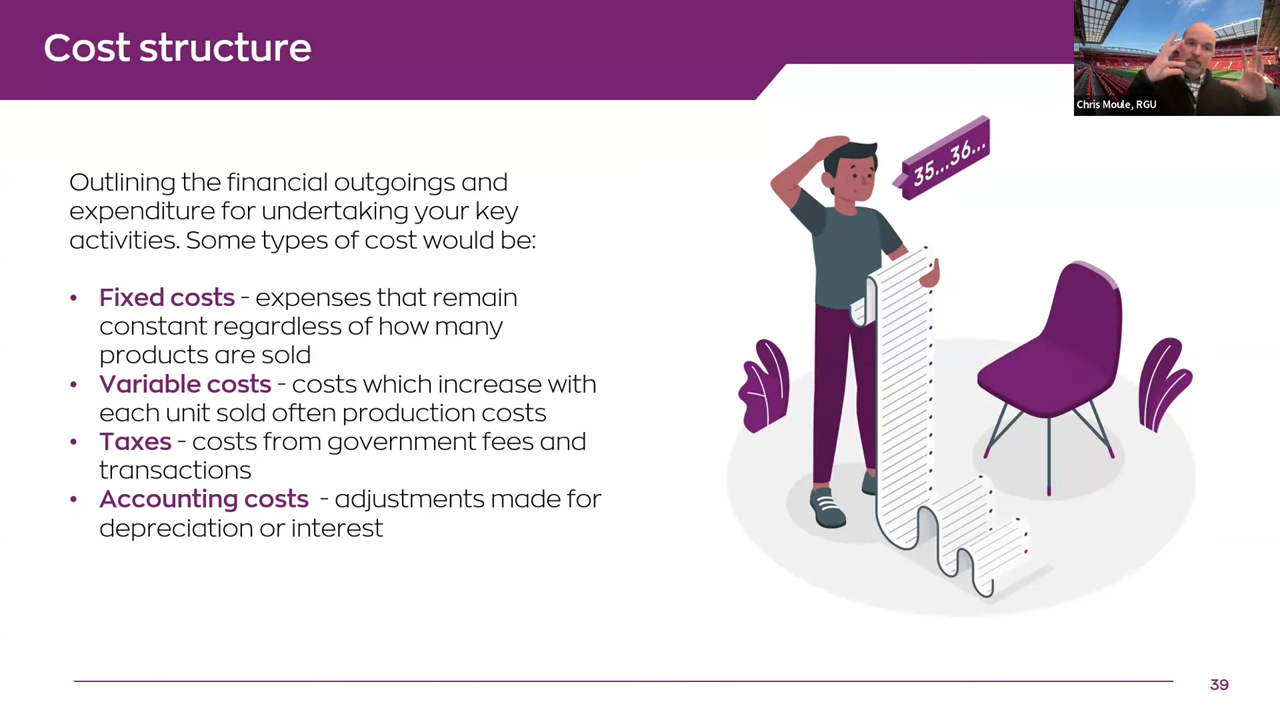 Cost structure
Chris Moule, RGU
35...36...
Outlining the financial outgoings and
expenditure for undertaking your key
activities. Some types of cost would be:
• Fixed costs - expenses that remain
constant regardless of how many
products are sold
• Variable costs - costs which increase with
each unit sold often production costs
• Taxes - costs from government fees and
transactions
• Accounting costs - adjustments made for
depreciation or interest
39